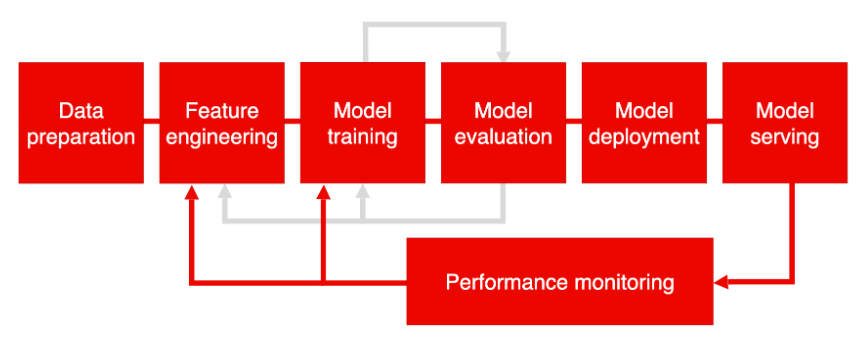 Data
preparation
Feature
engineering
Model
training
Model
evaluation
Model
deployment
Model
serving
Performance monitoring